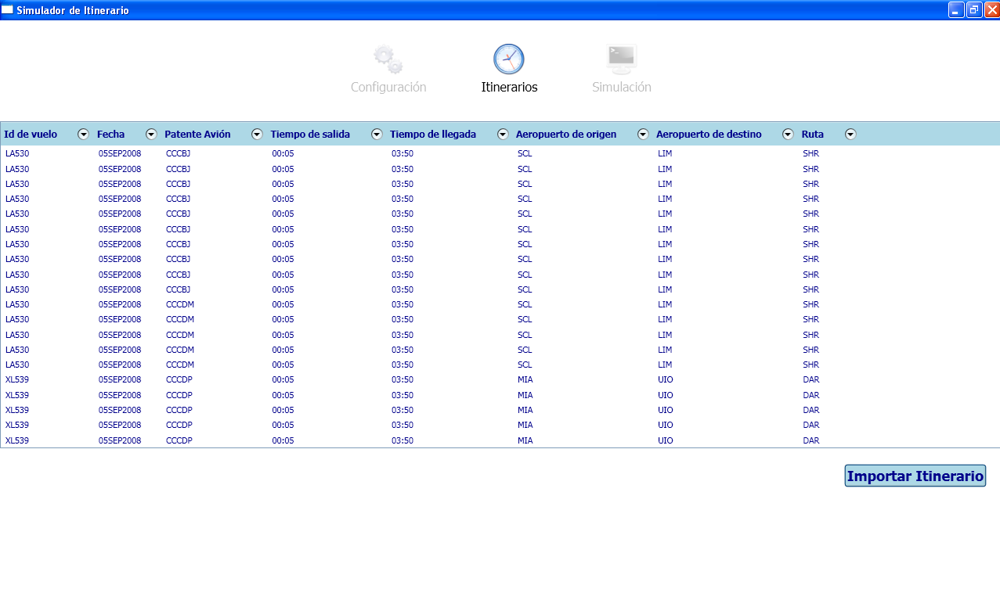 Simulador de Itinerario
Configuración Itinerarios Simulación
Id de vuelo Fecha Patente Avión Tiempo de salida Tiempo de llegada Aeropuerto de origen Aeropuerto de destino Ruta
LA530 05SEP2008 CCCBJ 00:05 03:50 SCL LIM SHR
LA530 05SEP2008 CCCBJ 00:05 03:50 SCL LIM SHR
LA530 05SEP2008 CCCBJ 00:05 03:50 SCL LIM SHR
LA530 05SEP2008 CCCBJ 00:05 03:50 SCL LIM SHR
LA530 05SEP2008 CCCBJ 00:05 03:50 SCL LIM SHR
LA530 05SEP2008 CCCBJ 00:05 03:50 SCL LIM SHR
LA530 05SEP2008 CCCBJ 00:05 03:50 SCL LIM SHR
LA530 05SEP2008 CCCBJ 00:05 03:50 SCL LIM SHR
LA530 05SEP2008 CCCBJ 00:05 03:50 SCL LIM SHR
LA530 05SEP2008 CCCBJ 00:05 03:50 SCL LIM SHR
LA530 05SEP2008 CCCDM 00:05 03:50 SCL LIM SHR
LA530 05SEP2008 CCCDM 00:05 03:50 SCL LIM SHR
LA530 05SEP2008 CCCDM 00:05 03:50 SCL LIM SHR
LA530 05SEP2008 CCCDM 00:05 03:50 SCL LIM SHR
LA530 05SEP2008 CCCDM 00:05 03:50 SCL LIM SHR
XL539 05SEP2008 CCCDP 00:05 03:50 MIA UIO DAR
XL539 05SEP2008 CCCDP 00:05 03:50 MIA UIO DAR
XL539 05SEP2008 CCCDP 00:05 03:50 MIA UIO DAR
XL539 05SEP2008 CCCDP 00:05 03:50 MIA UIO DAR
XL539 05SEP2008 CCCDP 00:05 03:50 MIA UIO DAR
Importar Itinerario